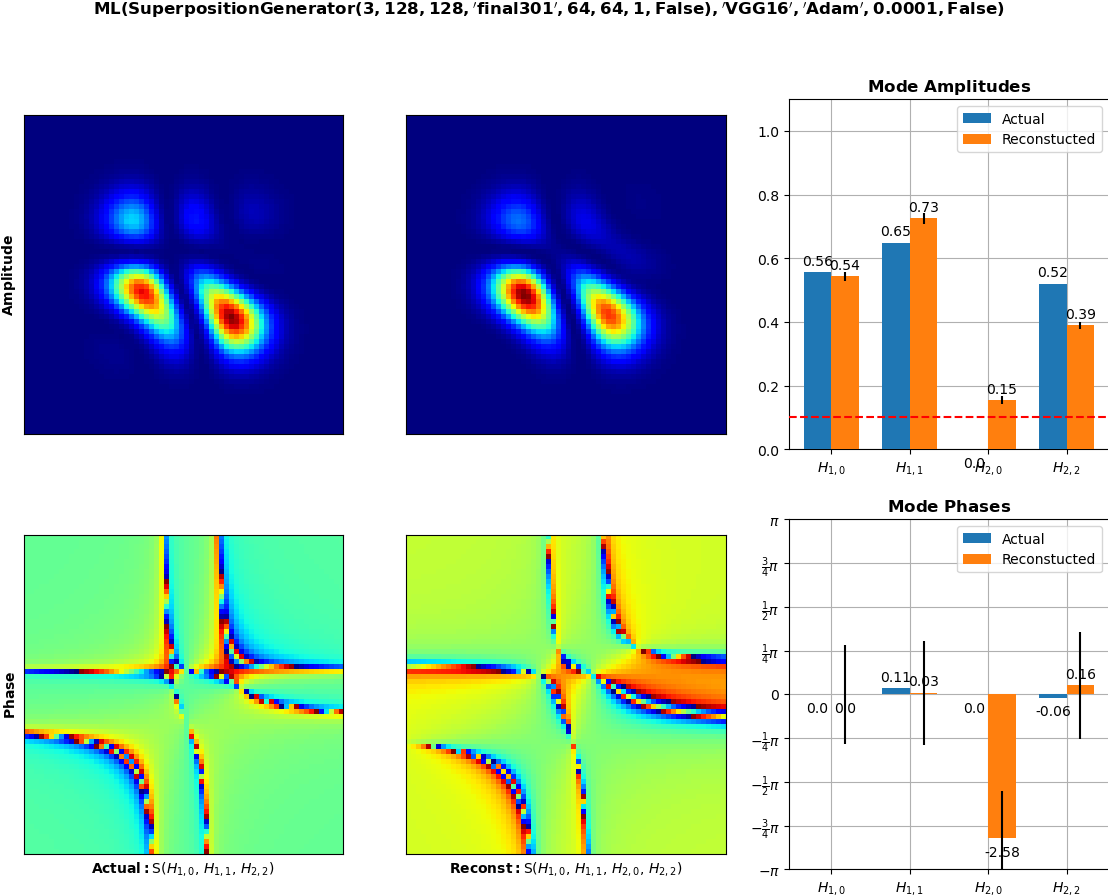 ML(SuperpositionGenerator(3, 128, 128, 'final301', 64, 64, 1, False), 'VGG16', 'Adam', 0.0001, False)
Amplitude
Mode Amplitudes
Actual
Reconstucted
1.0
0.8
0.6
0.4
0.2
0.0
0.56
0.54
0.65
0.73
0.0
0.15
0.52
0.39
H1,0
H1,1
H2,0
H2,2
Phase
Actual: S(H1,0, H1,1, H2,2)
Reconst: S(H1,0, H1,1, H2,0, H2,2)
Mode Phases
Actual
Reconstucted
π
3/4π
1/2π
1/4π
0
−1/4π
−1/2π
−3/4π
−π
0.0
0.0
0.11
0.03
0.0
-2.58
-0.06
0.16
H1,0
H1,1
H2,0
H2,2